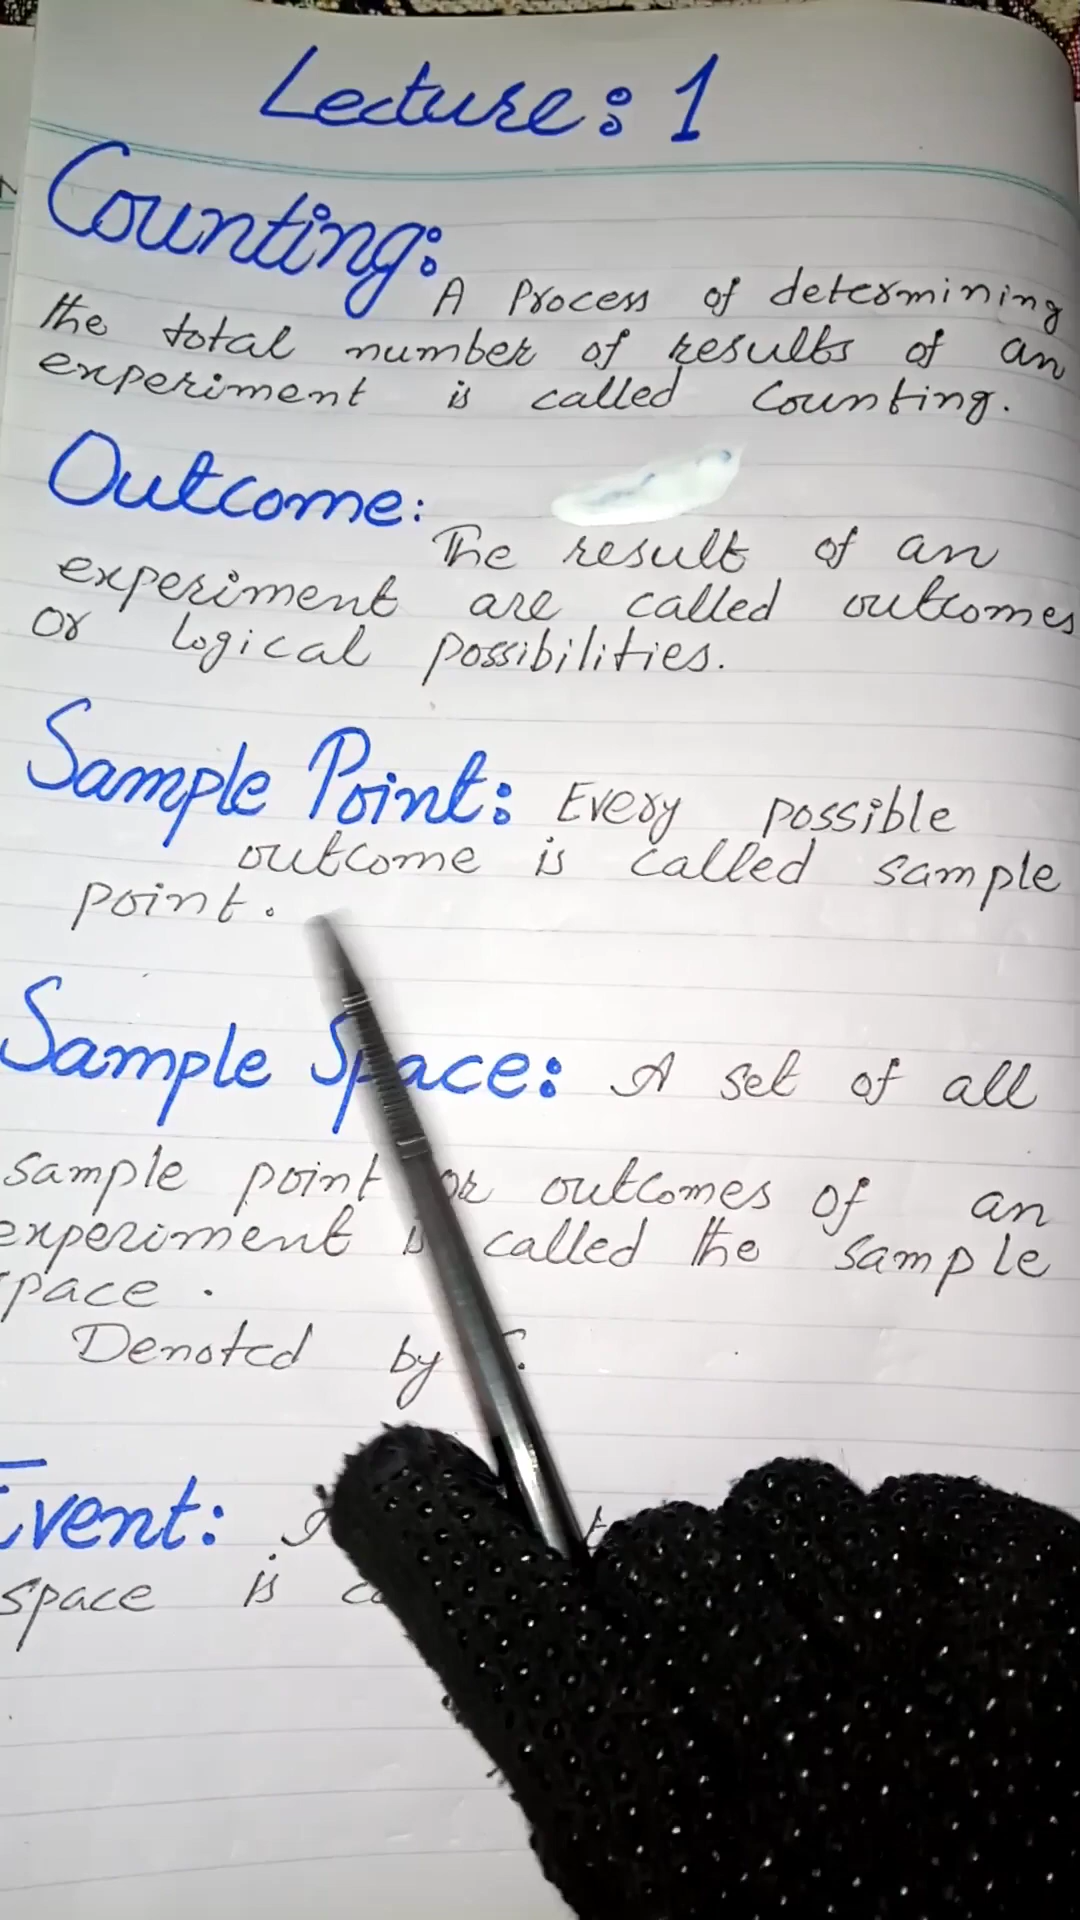 Lecture: 1
Counting:
A Process of determining
the total number of results of an
experiment is called Counting.
Outcome:
The result of an
experiment are called outcomes
or logical possibilities.
Sample Point: Every possible
outcome is called sample
point.
Sample Space: A set of all
sample point or outcomes of an
experiment is called the sample
space.
Denoted by
Event:
space is